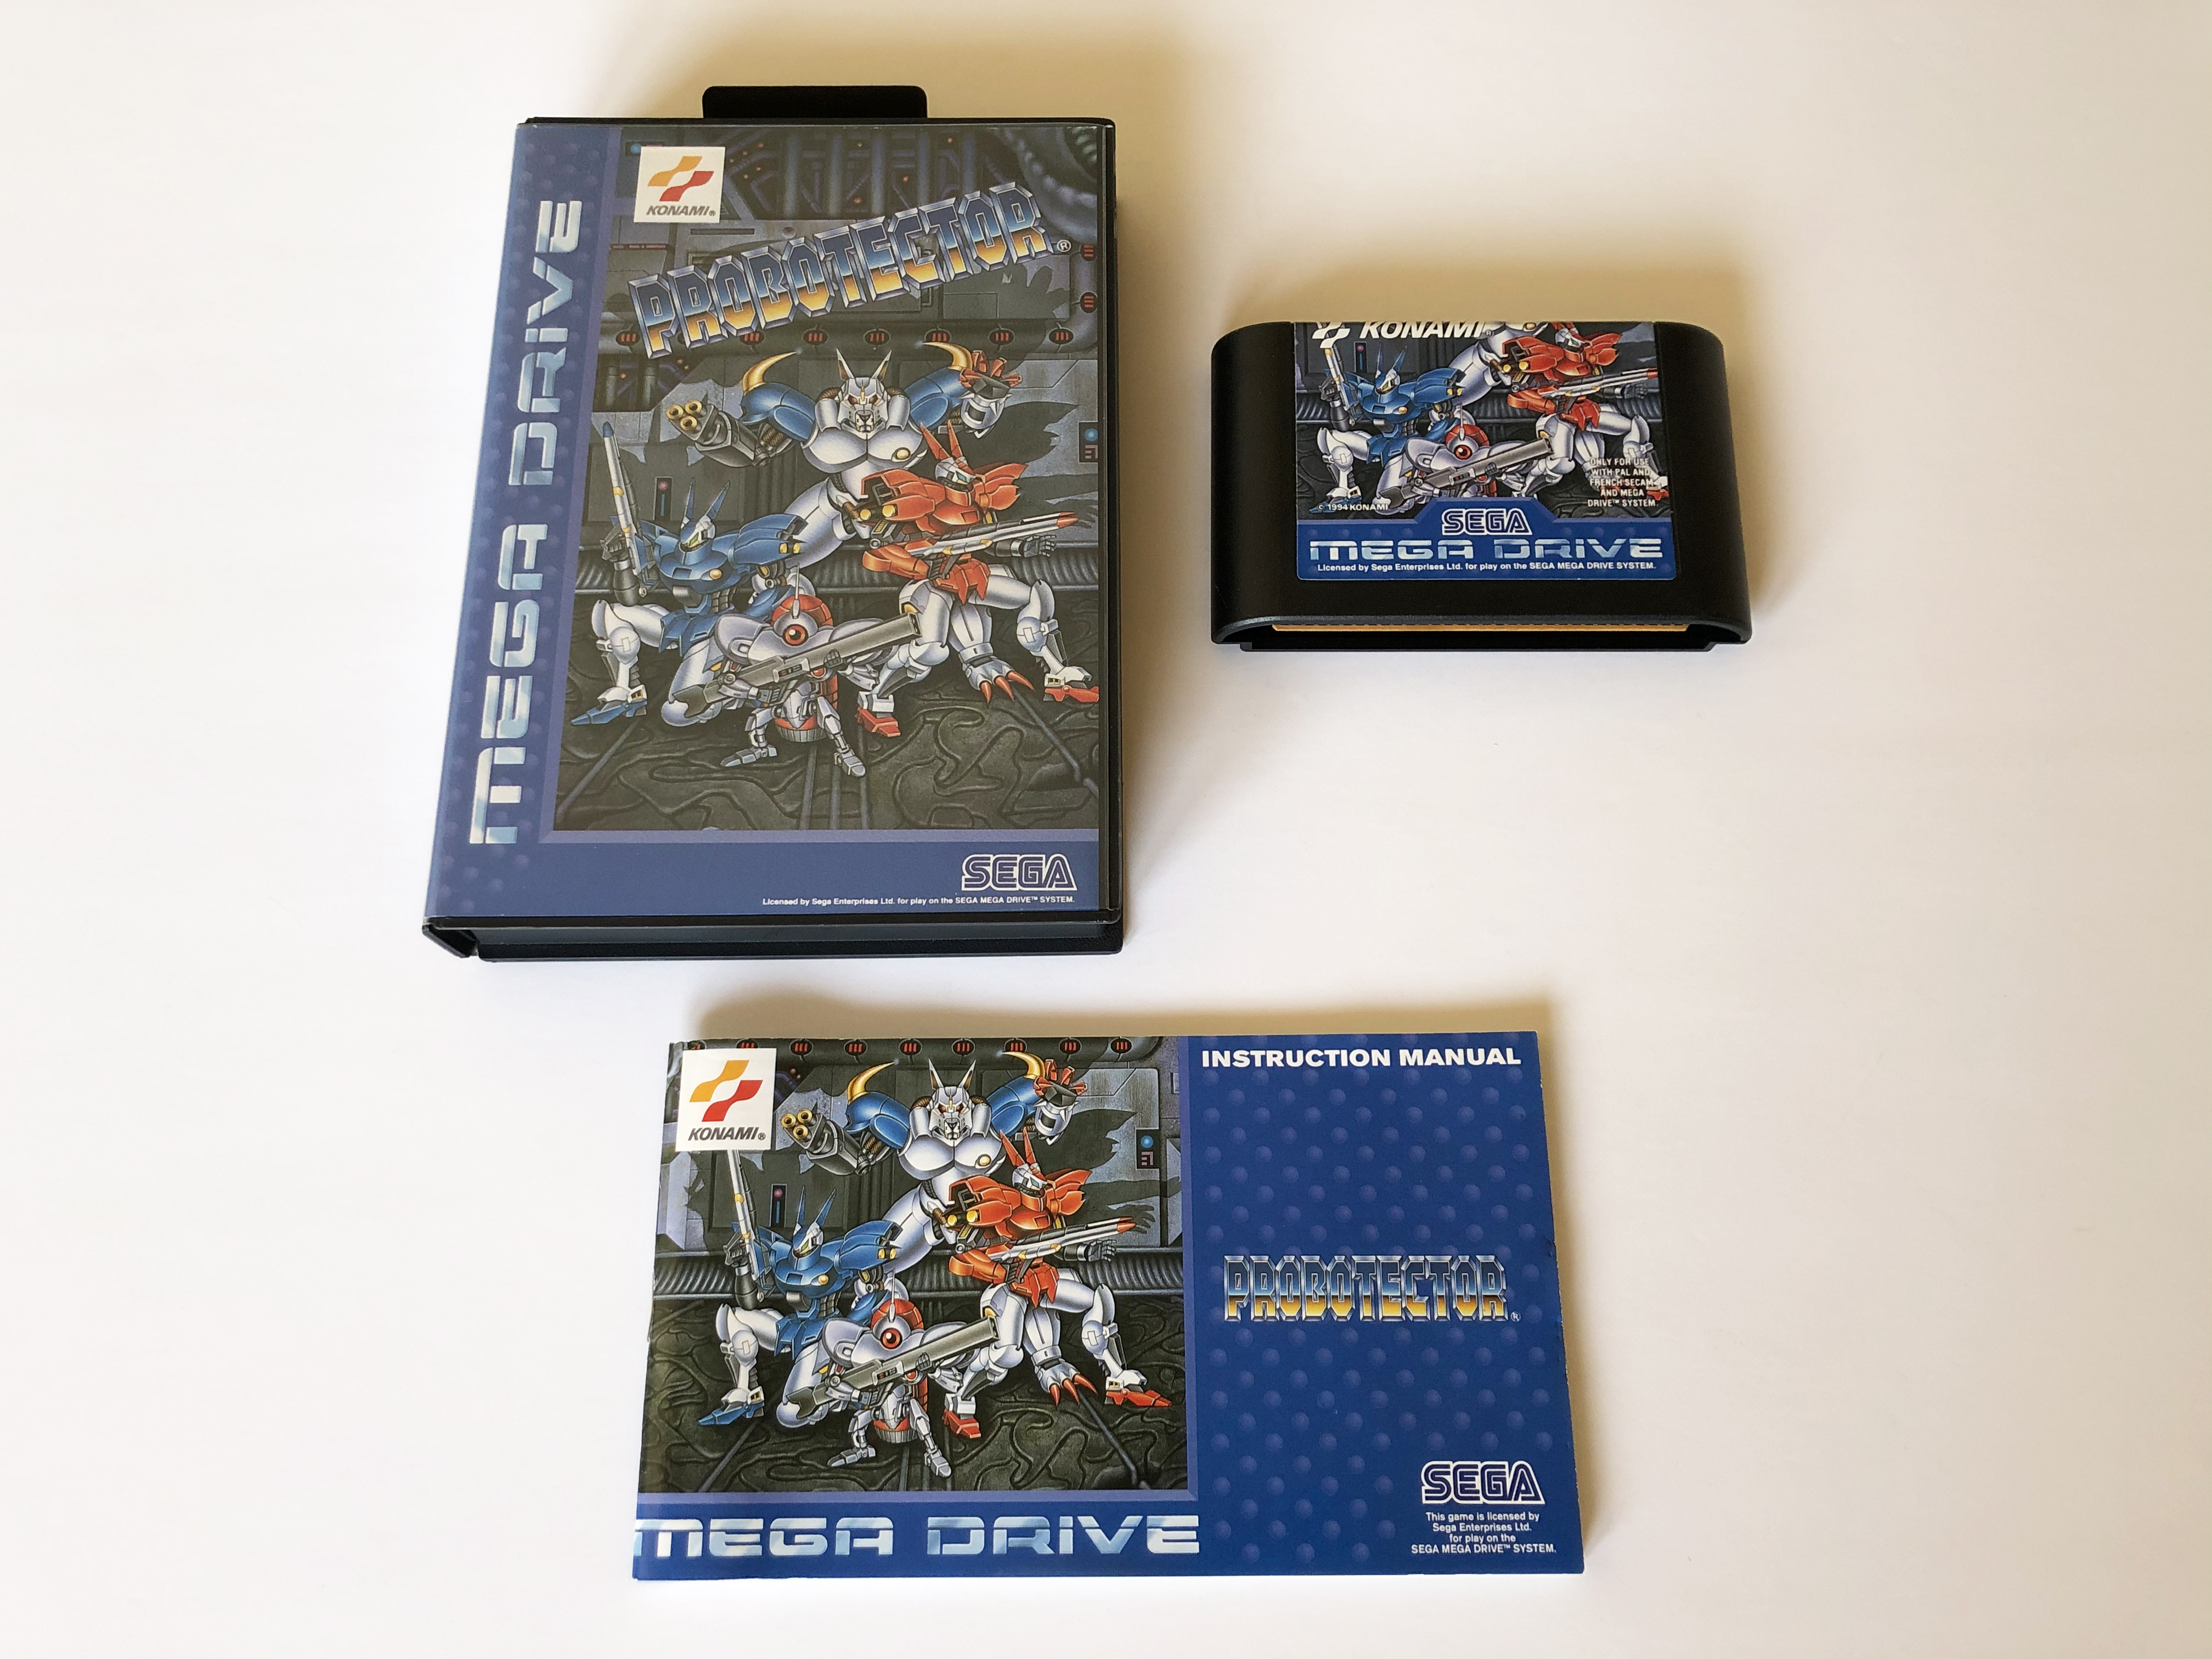 MEGA DRIVE
KONAMI®
PROBOTECTOR®
SEGA
Licensed by Sega Enterprises Ltd. for play on the SEGA MEGA DRIVE™ SYSTEM.
KONAMI®
ONLY FOR USE
WITH PAL AND
FRENCH SECAM
AND MEGA
DRIVE™ SYSTEM.
© 1994 KONAMI
SEGA
MEGA DRIVE
Licensed by Sega Enterprises Ltd. for play on the SEGA MEGA DRIVE SYSTEM.
KONAMI®
INSTRUCTION MANUAL
PROBOTECTOR®
SEGA
This game is licensed by
Sega Enterprises Ltd.
for play on the
SEGA MEGA DRIVE™ SYSTEM.
MEGA DRIVE